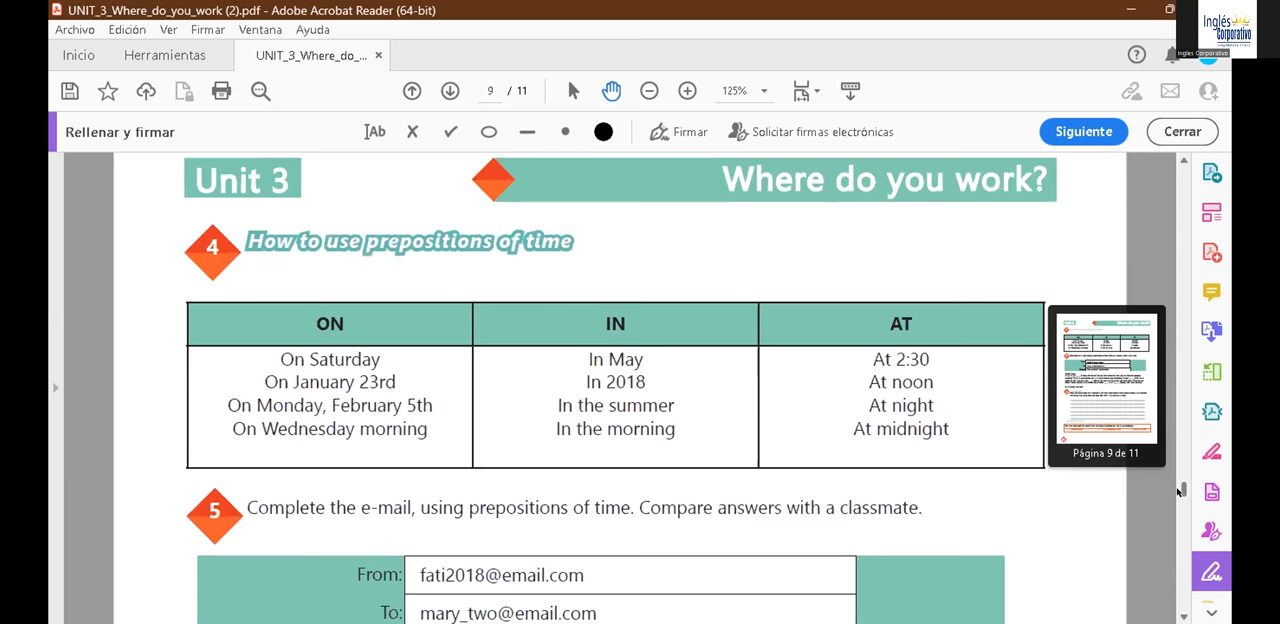 UNIT_3_Where_do_you_work (2).pdf - Adobe Acrobat Reader (64-bit)
Archivo Edición Ver Firmar Ventana Ayuda
Inglés
Corporativo
Inglés Corporativo
Inicio Herramientas UNIT_3_Where_do_... ×
9 / 11 125%
Rellenar y firmar Ab Firmar Solicitar firmas electrónicas Siguiente Cerrar
Unit 3 Where do you work?
4 How to use prepositions of time
ON IN AT
On Saturday In May At 2:30
On January 23rd In 2018 At noon
On Monday, February 5th In the summer At night
On Wednesday morning In the morning At midnight
Página 9 de 11
5 Complete the e-mail, using prepositions of time. Compare answers with a classmate.
From: fati2018@email.com
To: mary_two@email.com